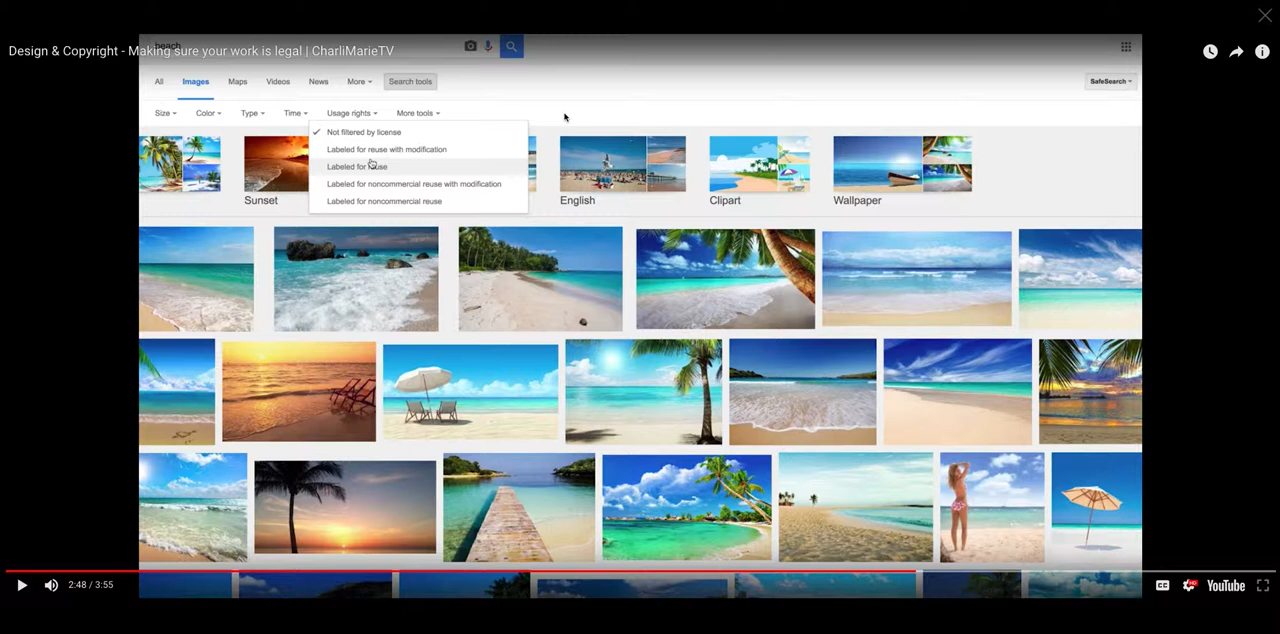 beach
Design & Copyright - Making sure your work is legal | CharliMarieTV
All Images Maps Videos News More Search tools
SafeSearch
Size Color Type Time Usage rights More tools
Not filtered by license
Labeled for reuse with modification
Labeled for reuse
Labeled for noncommercial reuse with modification
Labeled for noncommercial reuse
Sunset English Clipart Wallpaper
2:48 / 3:55
CC HD YouTube